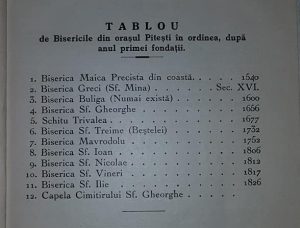 TABLOU
de Bisericile din orașul Pitești în ordinea, după
anul primei fondații.
1. Biserica Maica Precista din coastă . . . . 1540
2. Biserica Greci (Sf. Mina) . . . . Sec. XVI.
3. Biserica Buliga (Numai există) . . . . 1600
4. Biserica Sf. Gheorghe . . . . 1656
5. Schitu Trivalea . . . . 1677
6. Biserica Sf. Treime (Beștelei) . . . . 1732
7. Biserica Mavrodolu . . . . 1752
8. Biserica Sf. Ioan . . . . 1806
9. Biserica Sf. Nicolae . . . . 1812
10. Biserica Sf. Vineri . . . . 1817
11. Biserica Sf. Ilie . . . . 1826
12. Capela Cimitirului Sf. Gheorghe . . . .